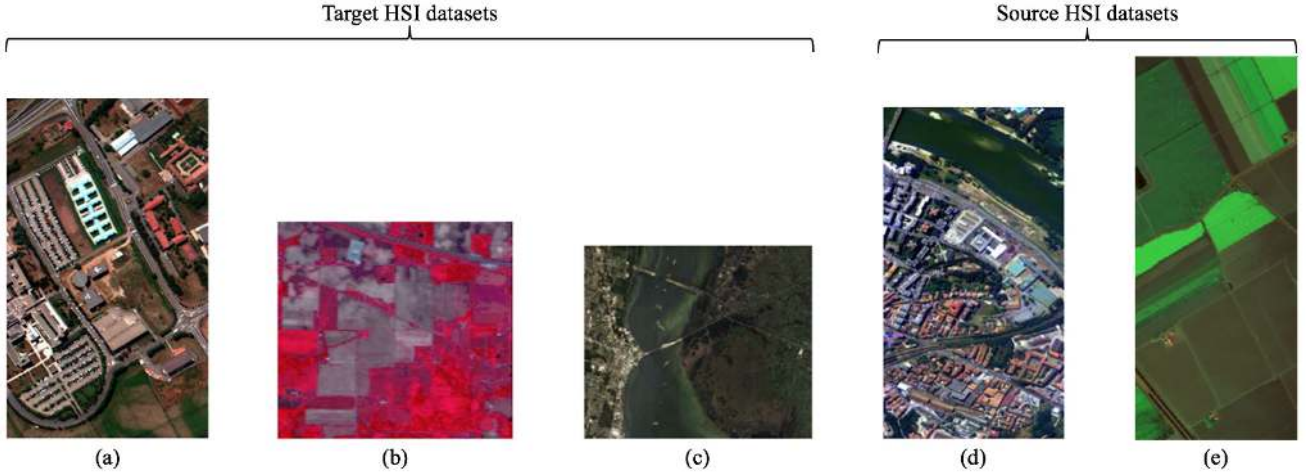 Target HSI datasets
Source HSI datasets
(a)
(b)
(c)
(d)
(e)